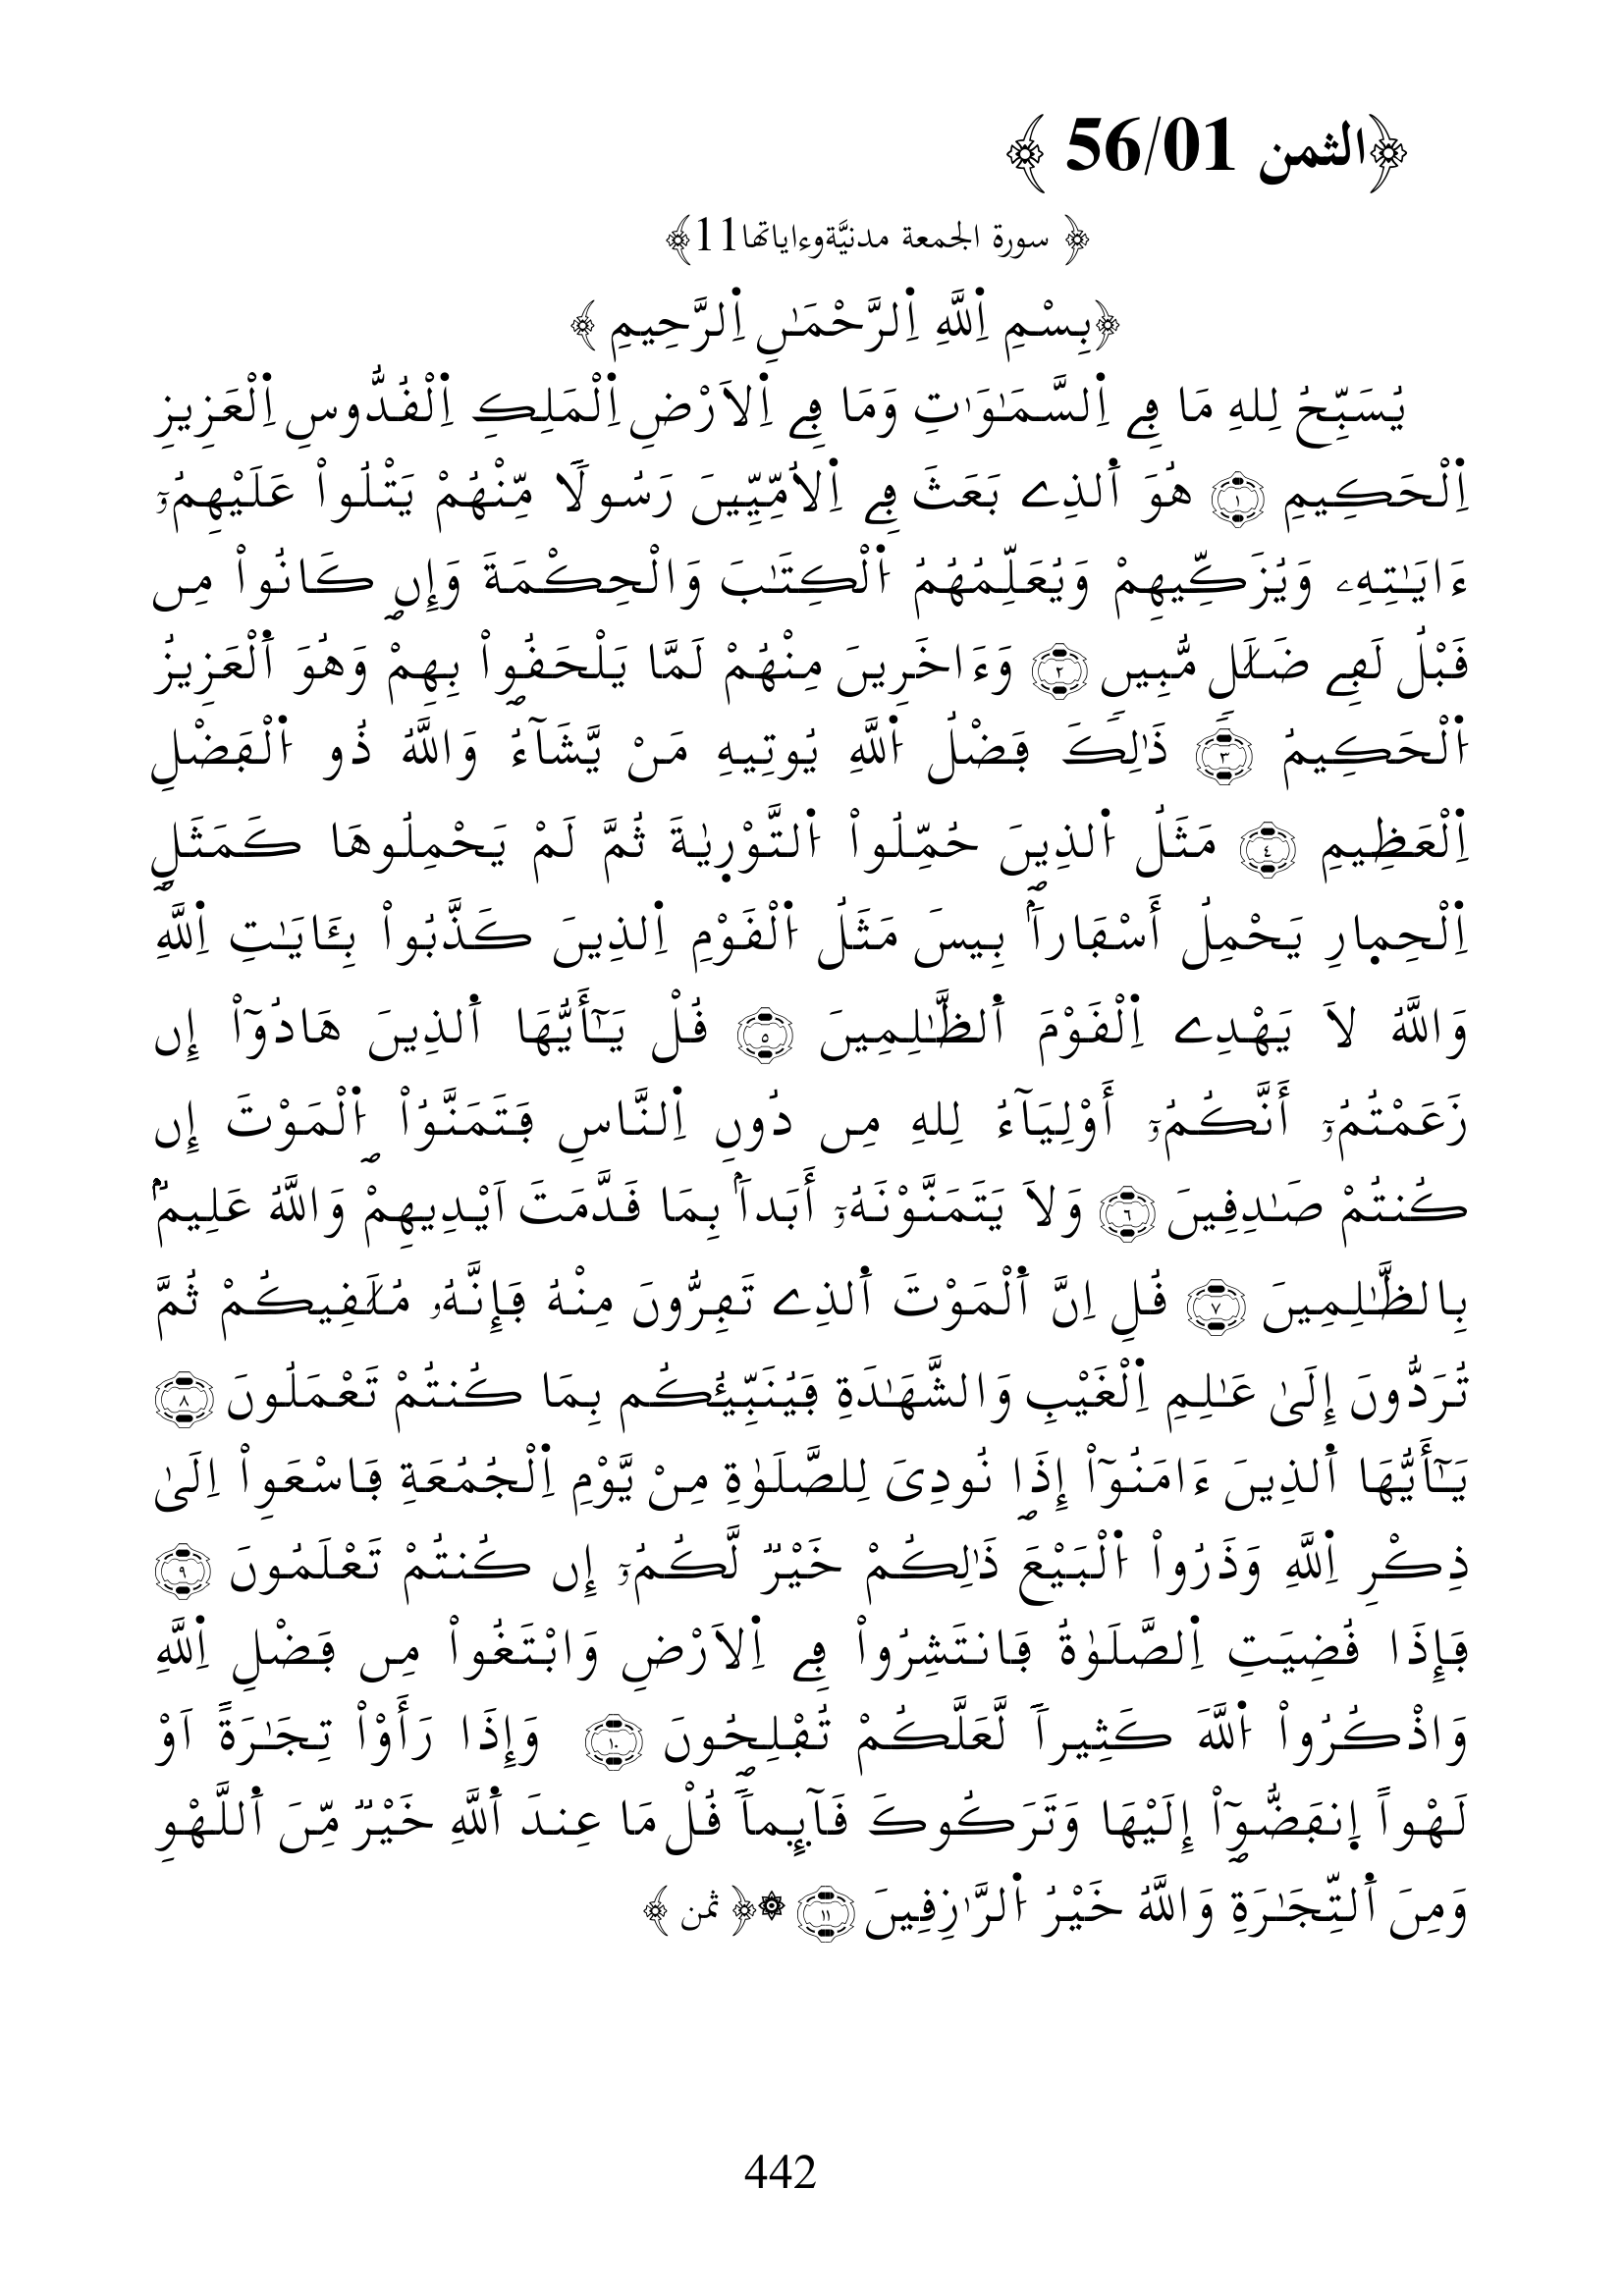 ﴿الثمن 56/01 ﴾
﴿ سورة الجمعة مدنيَّةوءاياتها11﴾
﴿بِسْمِ اِ۬للَّهِ اِ۬لرَّحْمَـٰنِ اِ۬لرَّحِيمِ ﴾
يُسَبِّحُ لِلهِ مَا فِے اِ۬لسَّمَـٰوَٰتِ وَمَا فِے اِ۬لَارْضِ اِ۬لْمَلِكِ اِ۬لْقُدُّوسِ اِ۬لْعَزِيزِ
اِ۬لْحَكِيمِ ١ هُوَ اَ۬لذِے بَعَثَ فِے اِ۬لُامِّيِّـۧنَ رَسُولًا مِّنْهُمْ يَتْلُواْ عَلَيْهِمُۥٓ
ءَايَـٰتِهِۦ وَيُزَكِّيهِمْ وَيُعَلِّمُهُمُ اُ۬لْكِتَـٰبَ وَالْحِكْمَةَ وَإِن كَانُواْ مِن
قَبْلُ لَفِے ضَلَـٰلٍ مُّبِينٍ ٢ وَءَاخَرِينَ مِنْهُمْ لَمَّا يَلْحَقُواْ بِهِمْ وَهُوَ اَ۬لْعَزِيزُ
اُ۬لْحَكِيمُ ٣ ذَٰلِكَ فَضْلُ اُ۬للَّهِ يُوتِيهِ مَنْ يَّشَآءُ وَاللَّهُ ذُو اُ۬لْفَضْلِ
اِ۬لْعَظِيمِ ٤ مَثَلُ اُ۬لذِينَ حُمِّلُواْ اُ۬لتَّوْر۪يٰةَ ثُمَّ لَمْ يَحْمِلُوهَا كَمَثَلِ
اِ۬لْحِم۪ارِ يَحْمِلُ أَسْفَاراَۢ بِيسَ مَثَلُ اُ۬لْقَوْمِ اِ۬لذِينَ كَذَّبُواْ بِـَٔايَـٰتِ اِ۬للَّهِ
وَاللَّهُ لَا يَهْدِے اِ۬لْقَوْمَ اَ۬لظَّـٰلِمِينَ ٥ قُلْ يَـٰٓأَيُّهَا اَ۬لذِينَ هَادُوٓاْ إِن
زَعَمْتُمُۥٓ أَنَّكُمُۥٓ أَوْلِيَآءُ لِلهِ مِن دُونِ اِ۬لنَّاسِ فَتَمَنَّوُاْ اُ۬لْمَوْتَ إِن
كُنتُمْ صَـٰدِقِينَ ٦ وَلَا يَتَمَنَّوْنَهُۥٓ أَبَداَۢ بِمَا قَدَّمَتَ اَيْدِيهِمْ وَاللَّهُ عَلِيمُۢ
بِالظَّـٰلِمِينَ ٧ قُلِ اِنَّ اَ۬لْمَوْتَ اَ۬لذِے تَفِرُّونَ مِنْهُ فَإِنَّهُۥ مُلَـٰقِيكُمْ ثُمَّ
تُرَدُّونَ إِلَىٰ عَـٰلِمِ اِ۬لْغَيْبِ وَالشَّهَـٰدَةِ فَيُنَبِّئُكُم بِمَا كُنتُمْ تَعْمَلُونَ ٨
يَـٰٓأَيُّهَا اَ۬لذِينَ ءَامَنُوٓاْ إِذَا نُودِىَ لِلصَّلَوٰةِ مِنْ يَّوْمِ اِ۬لْجُمُعَةِ فَاسْعَواِ اِلَىٰ
ذِكْرِ اِ۬للَّهِ وَذَرُواْ اُ۬لْبَيْعَ ذَٰلِكُمْ خَيْرٌ لَّكُمُۥٓ إِن كُنتُمْ تَعْلَمُونَ ٩
فَإِذَا قُضِيَتِ اِ۬لصَّلَوٰةُ فَانتَشِرُواْ فِے اِ۬لَارْضِ وَابْتَغُواْ مِن فَضْلِ اِ۬للَّهِ
وَاذْكُرُواْ اُ۬للَّهَ كَثِيراً لَّعَلَّكُمْ تُفْلِحُونَ ١٠ وَإِذَا رَأَوْاْ تِجَـٰرَةً اَوْ
لَهْواً اِ۪نفَضُّوٓاْ إِلَيْهَا وَتَرَكُوكَ قَآئِماً قُلْ مَا عِندَ اَ۬للَّهِ خَيْرٌ مِّنَ اَ۬للَّهْوِ
وَمِنَ اَ۬لتِّجَـٰرَةِ وَاللَّهُ خَيْرُ اُ۬لرَّٰزِقِينَ ١١ ۞﴿ ثمن ﴾
442